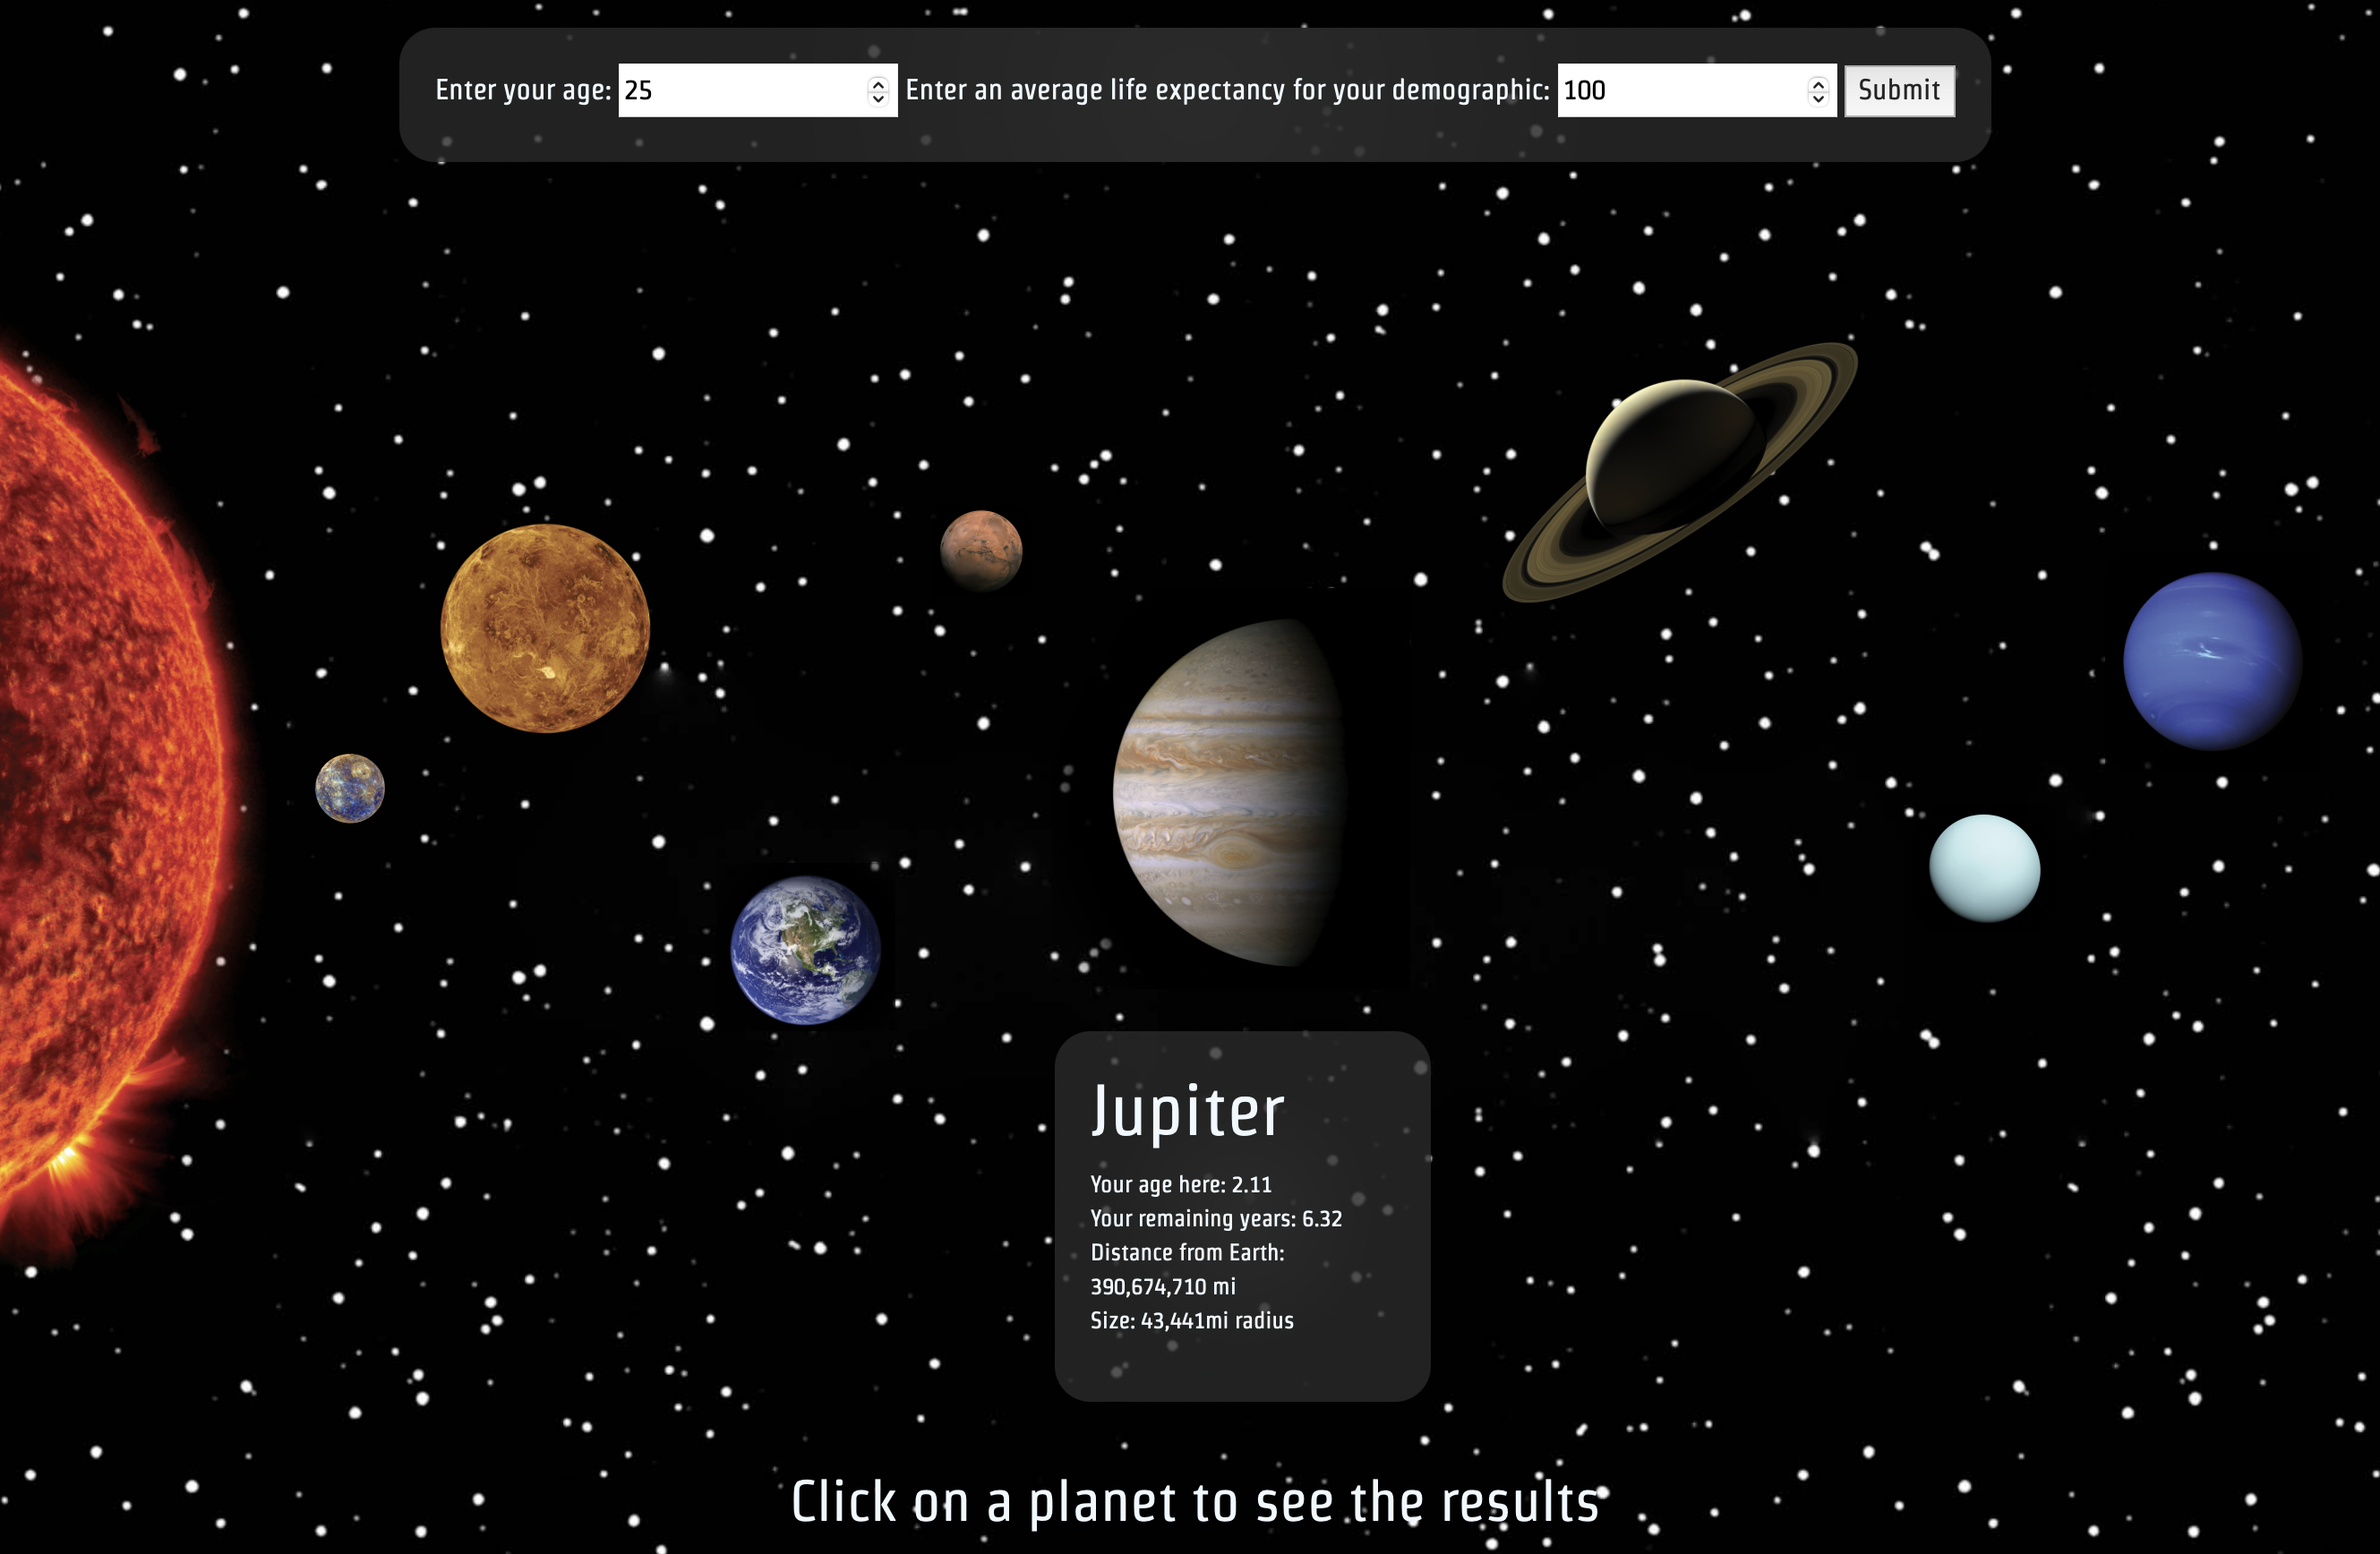 Enter your age: 25 Enter an average life expectancy for your demographic: 100 Submit
Jupiter
Your age here: 2.11
Your remaining years: 6.32
Distance from Earth:
390,674,710 mi
Size: 43,441mi radius
Click on a planet to see the results